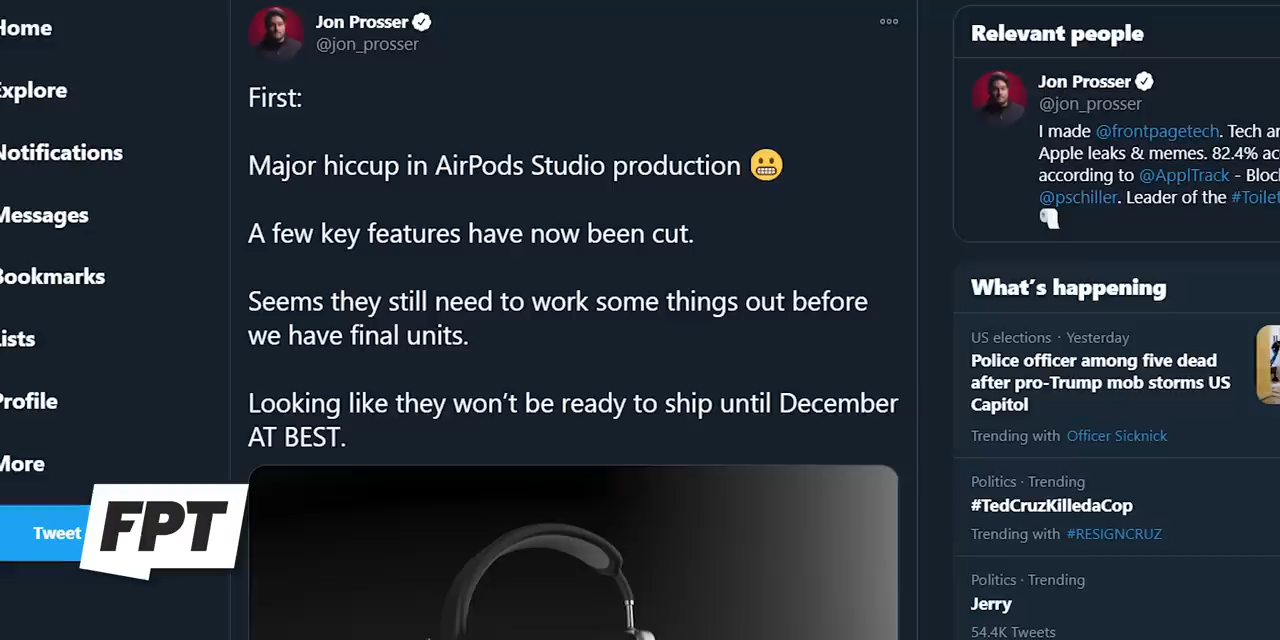 Home
Explore
Notifications
Messages
Bookmarks
Lists
Profile
More
Tweet
FPT
Jon Prosser
@jon_prosser
First:
Major hiccup in AirPods Studio production 😬
A few key features have now been cut.
Seems they still need to work some things out before
we have final units.
Looking like they won't be ready to ship until December
AT BEST.
Relevant people
Jon Prosser
@jon_prosser
I made @frontpagetech. Tech
Apple leaks & memes. 82.4%
according to @ApplTrack -
@pschiller. Leader of the
What's happening
US elections · Yesterday
Police officer among five dead
after pro-Trump mob storms US
Capitol
Trending with Officer Sicknick
Politics · Trending
#TedCruzKilledaCop
Trending with #RESIGNCRUZ
Politics · Trending
Jerry
54.4K Tweets